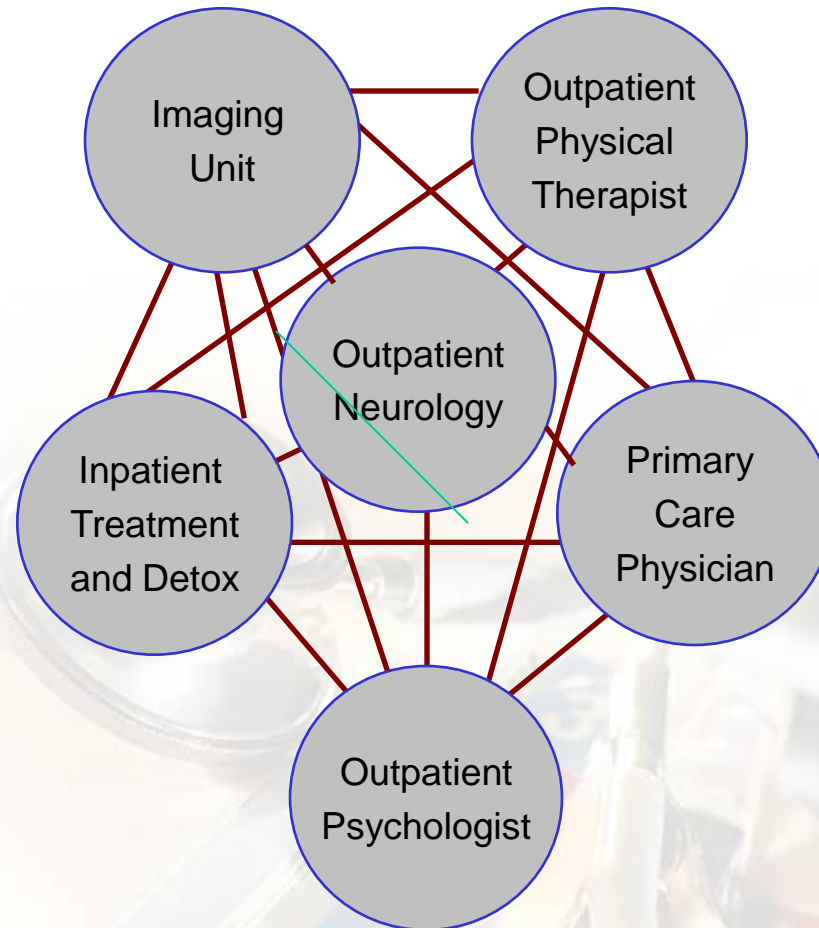 Imaging
Unit
Outpatient
Physical
Therapist
Outpatient
Neurology
Inpatient
Treatment
and Detox
Primary
Care
Physician
Outpatient
Psychologist